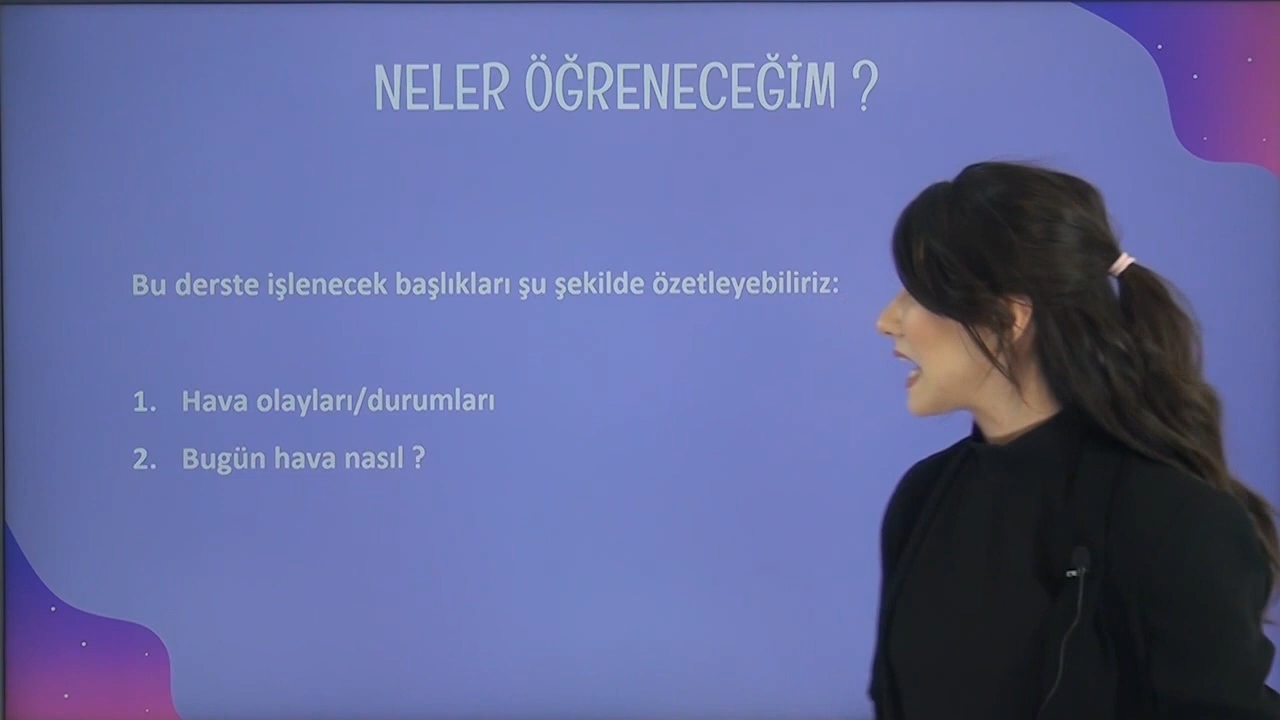 NELER ÖĞRENECEĞİM ?
Bu derste işlenecek başlıkları şu şekilde özetleyebiliriz:
1. Hava olayları/durumları
2. Bugün hava nasıl ?